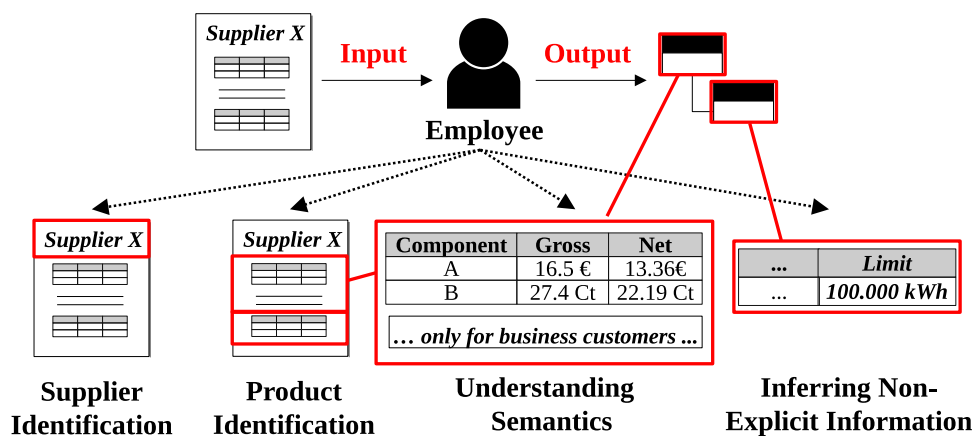 Supplier X
Input
Output
Employee
Supplier X
Supplier X
Component Gross Net
A 16.5 € 13.36€
B 27.4 Ct 22.19 Ct
… only for business customers ...
... Limit
... 100.000 kWh
Supplier
Identification
Product
Identification
Understanding
Semantics
Inferring Non-
Explicit Information